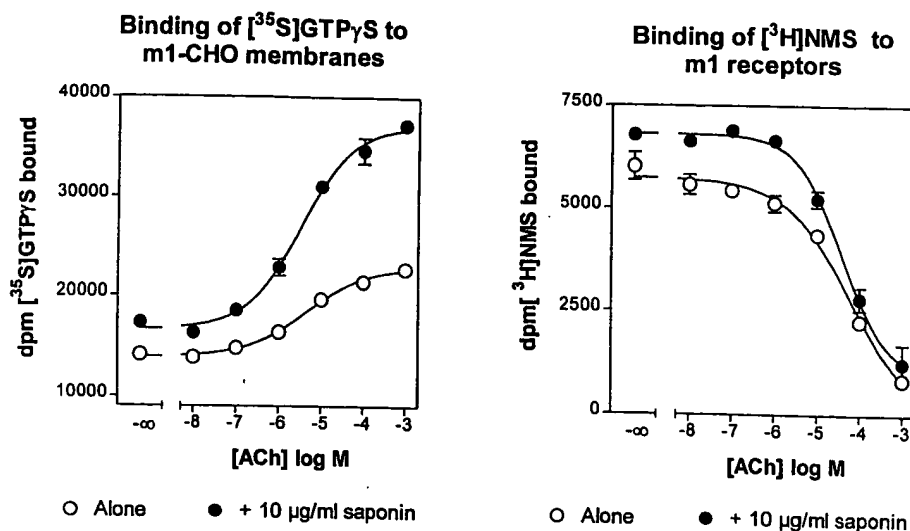 Binding of [³⁵S]GTPγS to
m1-CHO membranes
dpm [³⁵S]GTPγS bound
40000
30000
20000
10000
-∞ -8 -7 -6 -5 -4 -3
[ACh] log M
Alone + 10 µg/ml saponin
Binding of [³H]NMS to
m1 receptors
dpm[ ³H]NMS bound
7500
5000
2500
0
-∞ -8 -7 -6 -5 -4 -3
[ACh] log M
Alone + 10 µg/ml saponin